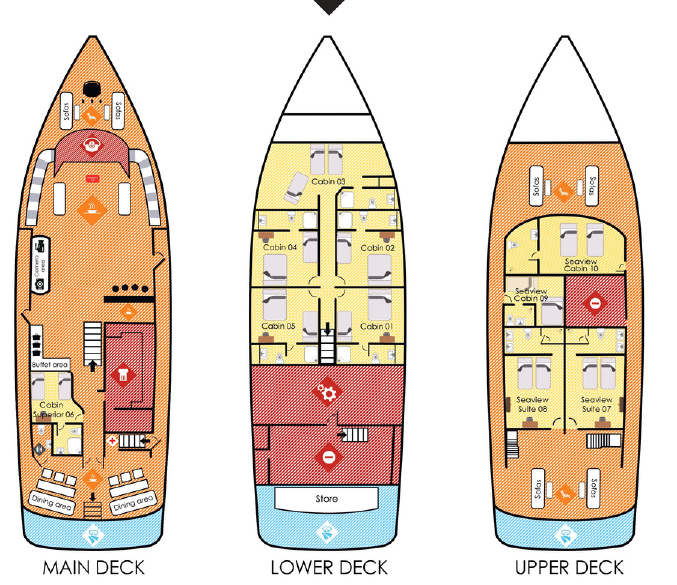 Sofas
Sofas
Camera
area
Buffet area
Cabin
Superior 06
Dining area
Dining area
MAIN DECK
Cabin 03
Cabin 04
Cabin 02
Cabin 05
Cabin 01
Store
LOWER DECK
Sofas
Sofas
Seaview
Cabin 10
Seaview
Cabin 09
Seaview
Suite 08
Seaview
Suite 07
Sofas
Sofas
UPPER DECK